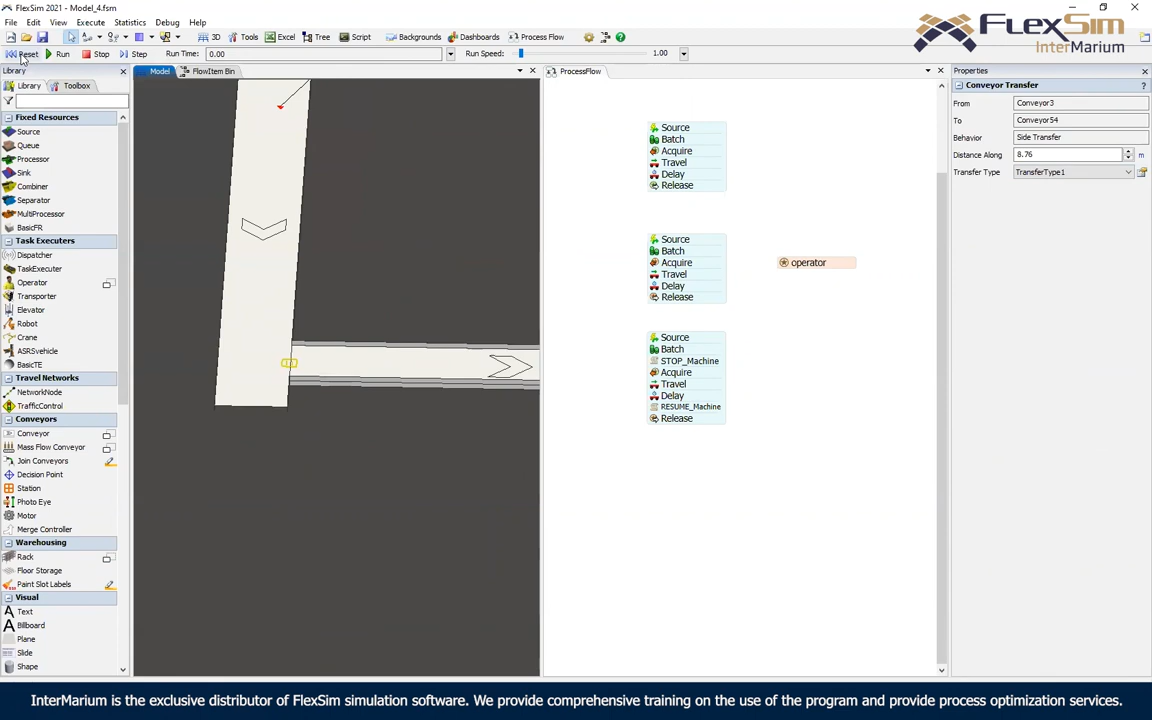 FlexSim 2021 - Model_4.fsm
File Edit View Execute Statistics Debug Help
3D Tools Excel Tree Script Backgrounds Dashboards Process Flow
Reset Run Stop Step Run Time: 0.00 Run Speed: 1.00
FlexSim
InterMarium
Library
Library Toolbox
Fixed Resources
Source
Queue
Processor
Sink
Combiner
Separator
MultiProcessor
BasicFR
Task Executers
Dispatcher
TaskExecuter
Operator
Transporter
Elevator
Robot
Crane
ASRSvehicle
BasicTE
Travel Networks
NetworkNode
TrafficControl
Conveyors
Conveyor
Mass Flow Conveyor
Join Conveyors
Decision Point
Station
Photo Eye
Motor
Merge Controller
Warehousing
Rack
Floor Storage
Paint Slot Labels
Visual
Text
Billboard
Plane
Slide
Shape
Model FlowItem Bin
ProcessFlow
Source
Batch
Acquire
Travel
Delay
Release
Source
Batch
Acquire
Travel
Delay
Release
operator
Source
Batch
STOP_Machine
Acquire
Travel
Delay
RESUME_Machine
Release
Properties
Conveyor Transfer ?
From Conveyor3
To Conveyor54
Behavior Side Transfer
Distance Along 8.76 m
Transfer Type TransferType1
InterMarium is the exclusive distributor of FlexSim simulation software. We provide comprehensive training on the use of the program and provide process optimization services.